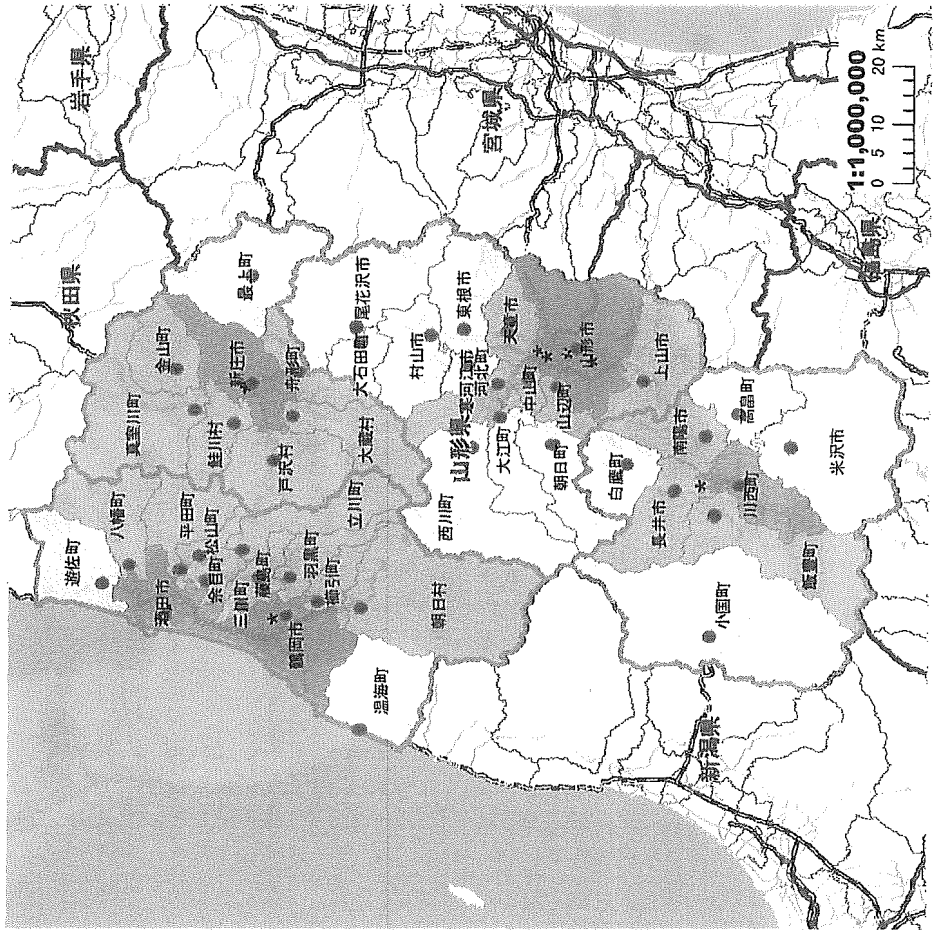 岩手県
秋田県
宮城県
福島県
新潟県
山形県
遊佐町
八幡町
酒田市
平田町
松山町
余目町
三川町
藤島町
羽黒町
櫛引町
鶴岡市
立川町
朝日村
温海町
真室川町
金山町
新庄市
最上町
舟形町
鮭川村
戸沢村
大蔵村
尾花沢市
大石田町
村山市
東根市
河北町
寒河江市
天童市
山形市
中山町
山辺町
上山市
西川町
大江町
朝日町
白鷹町
南陽市
高畠町
米沢市
長井市
川西町
飯豊町
小国町
1:1,000,000
0 5 10 20 km